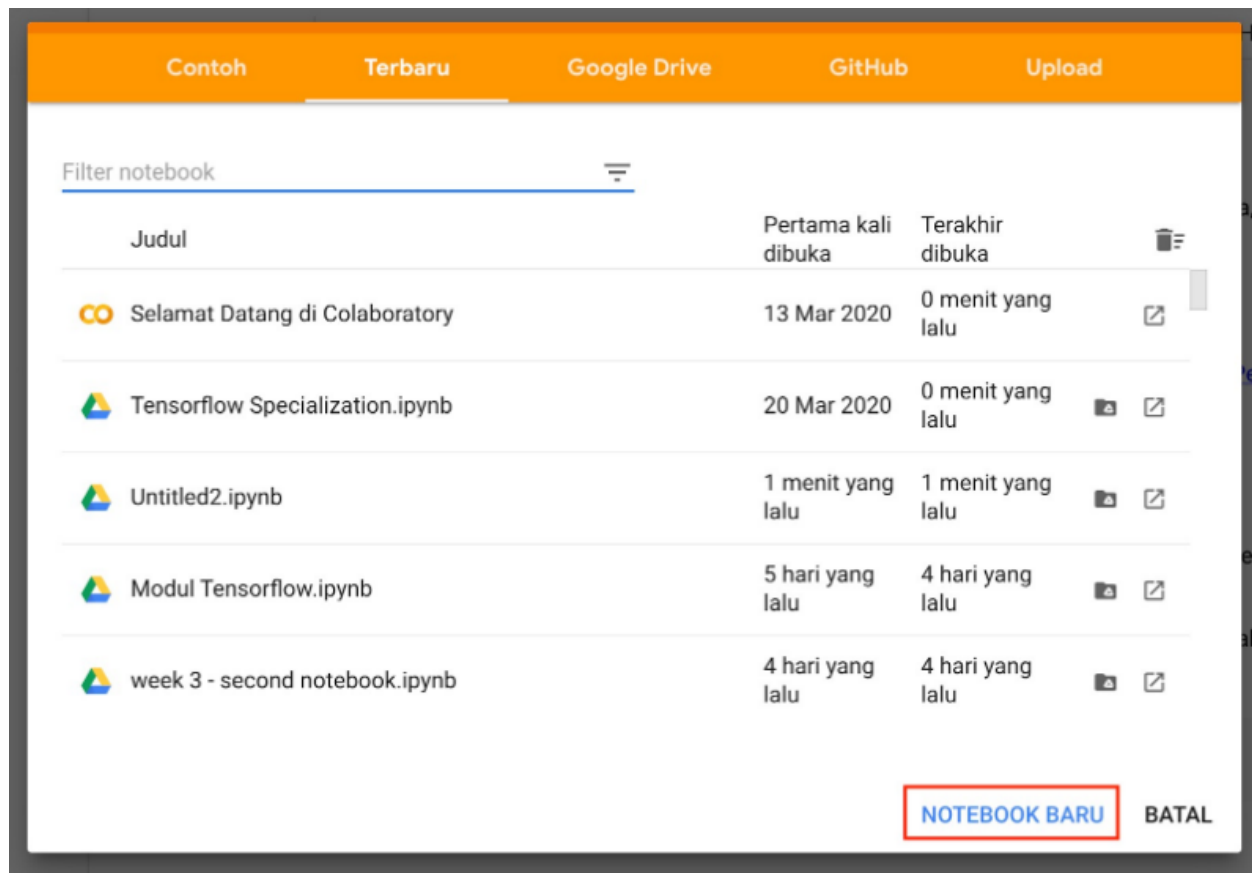 Contoh Terbaru Google Drive GitHub Upload
Filter notebook
Judul
Pertama kali
dibuka
Terakhir
dibuka
Selamat Datang di Colaboratory
13 Mar 2020
0 menit yang
lalu
Tensorflow Specialization.ipynb
20 Mar 2020
0 menit yang
lalu
Untitled2.ipynb
1 menit yang
lalu
1 menit yang
lalu
Modul Tensorflow.ipynb
5 hari yang
lalu
4 hari yang
lalu
week 3 - second notebook.ipynb
4 hari yang
lalu
4 hari yang
lalu
NOTEBOOK BARU BATAL